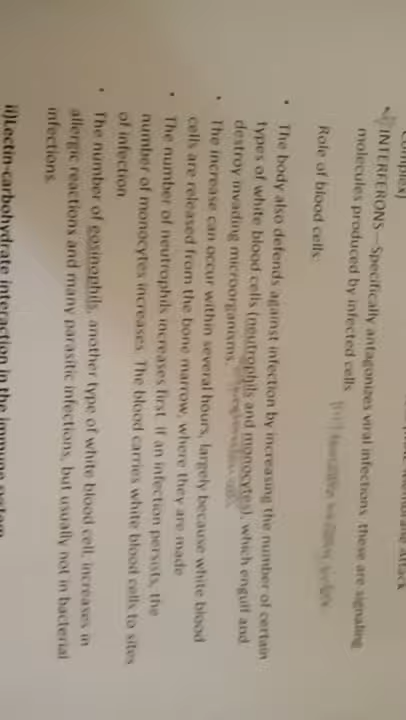 Complex)
Membrane Attack
INTERFERONS—Specifically antagonizes viral infections, these are signaling
molecules produced by infected cells
Role of blood cells:
• The body also defends against infection by increasing the number of certain
types of white blood cells (neutrophils and monocytes), which engulf and
destroy invading microorganisms.
• The increase can occur within several hours, largely because white blood
cells are released from the bone marrow, where they are made
• The number of neutrophils increases first. If an infection persists, the
number of monocytes increases. The blood carries white blood cells to sites
of infection
• The number of eosinophils, another type of white blood cell, increases in
allergic reactions and many parasitic infections, but usually not in bacterial
infections.
ii)Lectin-carbohydrate interaction in the immune system